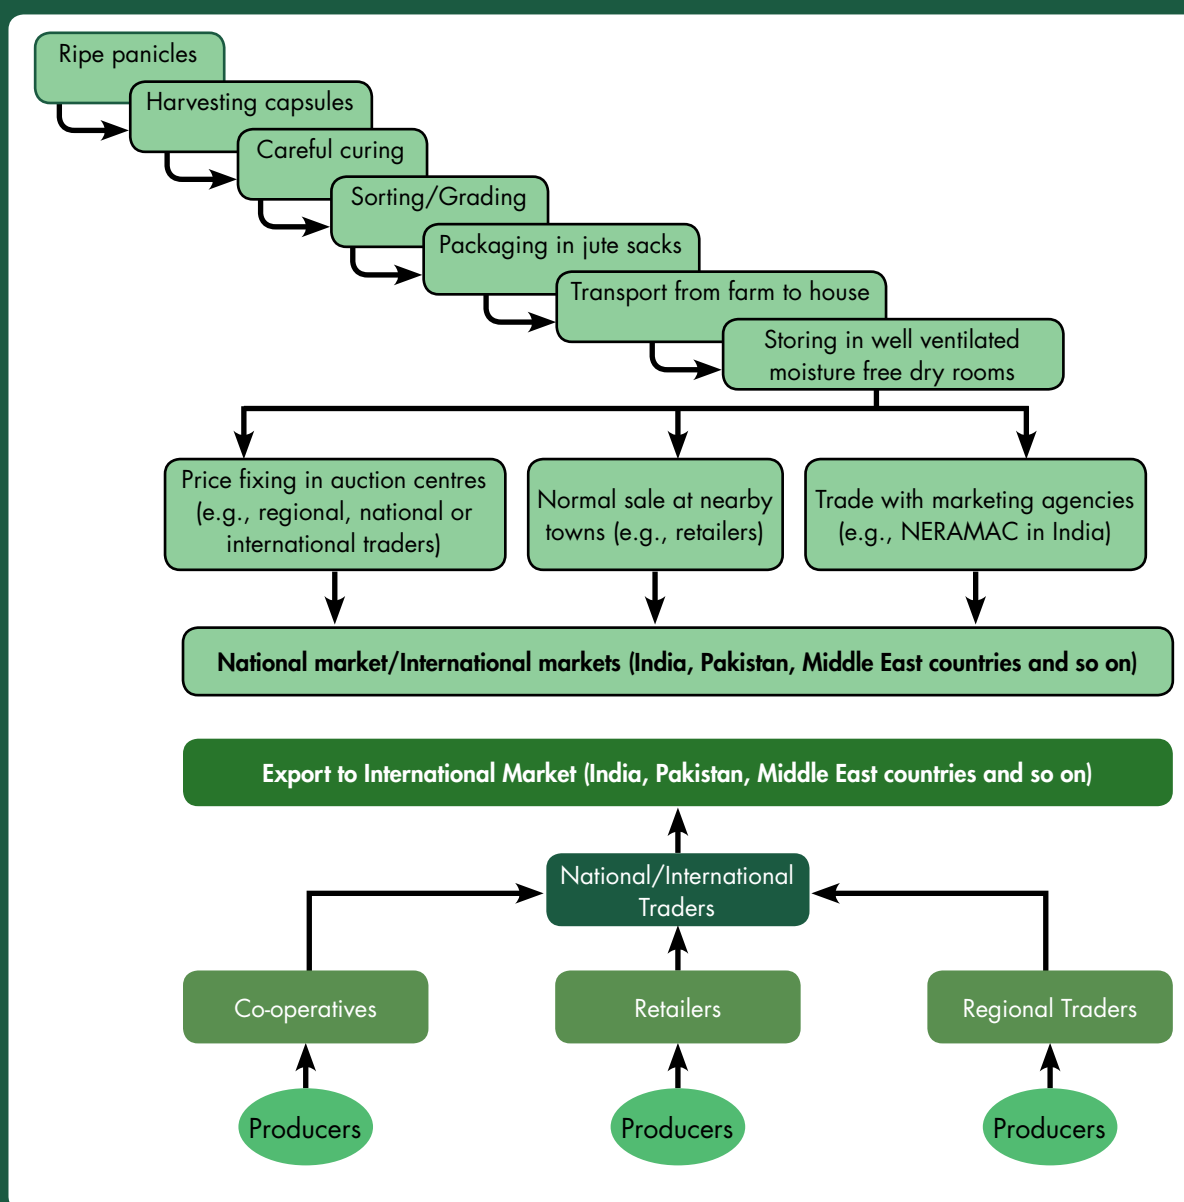 Ripe panicles
Harvesting capsules
Careful curing
Sorting/Grading
Packaging in jute sacks
Transport from farm to house
Storing in well ventilated
moisture free dry rooms
Price fixing in auction centres
(e.g., regional, national or
international traders)
Normal sale at nearby
towns (e.g., retailers)
Trade with marketing agencies
(e.g., NERAMAC in India)
National market/International markets (India, Pakistan, Middle East countries and so on)
Export to International Market (India, Pakistan, Middle East countries and so on)
National/International
Traders
Co-operatives
Retailers
Regional Traders
Producers
Producers
Producers